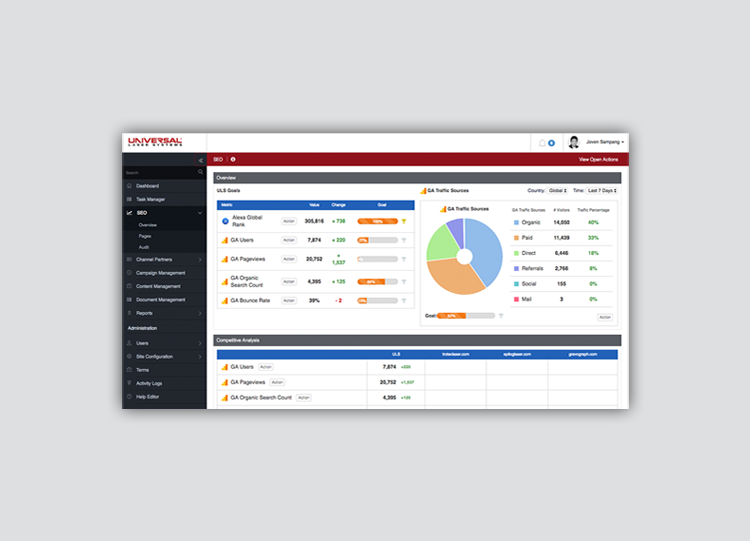 UNIVERSAL
LASER SYSTEMS
Joven Sampang
SEO
View Open Actions
Search
Dashboard
Task Manager
SEO
Overview
Pages
Audit
Channel Partners
Campaign Management
Content Management
Document Management
Reports
Administration
Users
Site Configuration
Terms
Activity Logs
Help Editor
Overview
ULS Goals
Metric Value Change Goal
Alexa Global Rank Action 305,816 + 736 100%
GA Users Action 7,874 + 220
GA Pageviews Action 20,752 + 1,537
GA Organic Search Count Action 4,395 + 125
GA Bounce Rate Action 39% - 2
GA Traffic Sources
Country: Global Time: Last 7 Days
GA Traffic Sources
GA Traffic Sources # Visitors Traffic Percentage
Organic 14,050 40%
Paid 11,439 33%
Direct 6,446 18%
Referrals 2,766 8%
Social 155 0%
Mail 3 0%
Goal:
Action
Competitive Analysis
ULS troteclaser.com epiloglaser.com gravograph.com
GA Users Action 7,874 +220
GA Pageviews Action 20,752 +1,537
GA Organic Search Count Action 4,395 +125